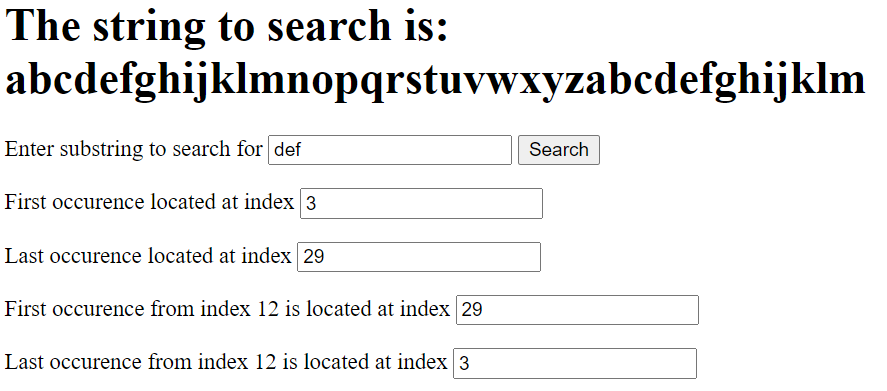 The string to search is:
abcdefghijklmnopqrstuvwxyzabcdefghijklm
Enter substring to search for def Search
First occurence located at index 3
Last occurence located at index 29
First occurence from index 12 is located at index 29
Last occurence from index 12 is located at index 3